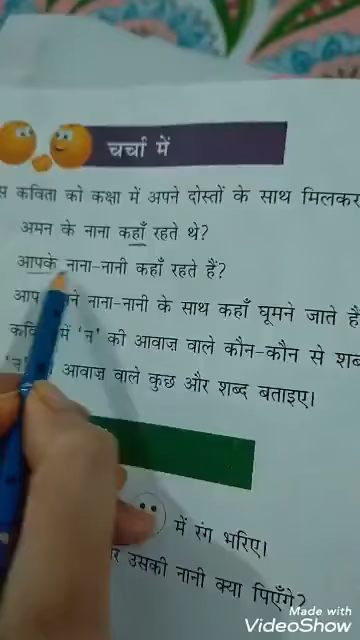 चर्चा में
कविता को कक्षा में अपने दोस्तों के साथ मिलकर
अमन के नाना कहाँ रहते थे?
आपके नाना-नानी कहाँ रहते हैं?
आप नाना-नानी के साथ कहाँ घूमने जाते हैं
में 'न' की आवाज़ वाले कौन-कौन से
आवाज़ वाले कुछ और शब्द बताइए।
में रंग भरिए।
उसकी नानी क्या पिएँगे?
Made with
VideoShow